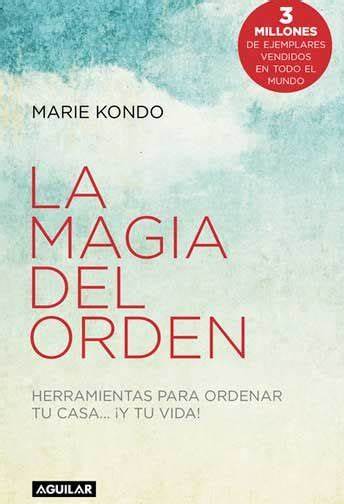 3
MILLONES
DE EJEMPLARES
VENDIDOS
EN TODO EL
MUNDO
MARIE KONDO
LA
MAGIA
DEL
ORDEN
HERRAMIENTAS PARA ORDENAR
TU CASA... ¡Y TU VIDA!
AGUILAR